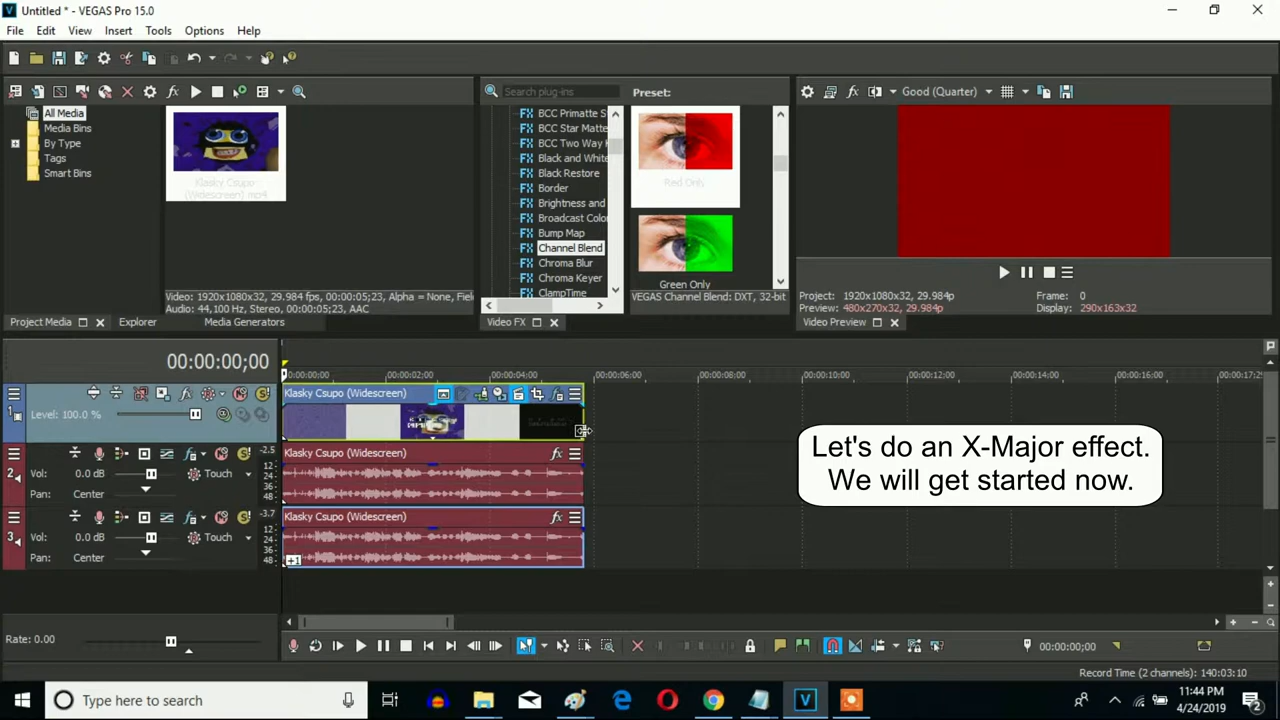 Untitled * - VEGAS Pro 15.0
File Edit View Insert Tools Options Help
All Media
Media Bins
By Type
Tags
Smart Bins
Klasky Csupo
(Widescreen).mp4
Video: 1920x1080x32, 29.984 fps, 00:00:05;23, Alpha = None, Fiel
Audio: 44,100 Hz, Stereo, 00:00:05;23, AAC
Project Media
Explorer
Media Generators
Search plug-ins
BCC Primatte S
BCC Star Matte
BCC Two Way K
Black and White
Black Restore
Border
Brightness and
Broadcast Color
Bump Map
Channel Blend
Chroma Blur
Chroma Keyer
ClampTime
Preset:
Red Only
Green Only
VEGAS Channel Blend: DXT, 32-bit
Video FX
Good (Quarter)
Project: 1920x1080x32, 29.984p
Preview: 480x270x32, 29.984p
Frame: 0
Display: 290x163x32
Video Preview
00:00:00;00
00:00:00;00 00:00:02;00 00:00:04;00 00:00:06;00 00:00:08;00 00:00:10;00 00:00:12;00 00:00:14;00 00:00:16;00 00:00:17;2
1
Level: 100.0 %
Klasky Csupo (Widescreen)
2
Vol: 0.0 dB
Touch
Pan: Center
-2.5
12
24
36
48
Klasky Csupo (Widescreen)
fx
3
Vol: 0.0 dB
Touch
Pan: Center
-3.7
12
24
36
48
Klasky Csupo (Widescreen)
fx
+1
Let's do an X-Major effect.
We will get started now.
Rate: 0.00
00:00:00;00
Record Time (2 channels): 140:03:10
Type here to search
11:44 PM
4/24/2019
2